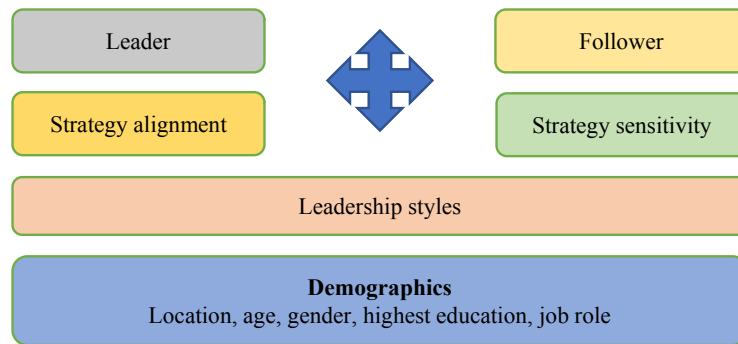 Leader
Follower
Strategy alignment
Strategy sensitivity
Leadership styles
Demographics
Location, age, gender, highest education, job role